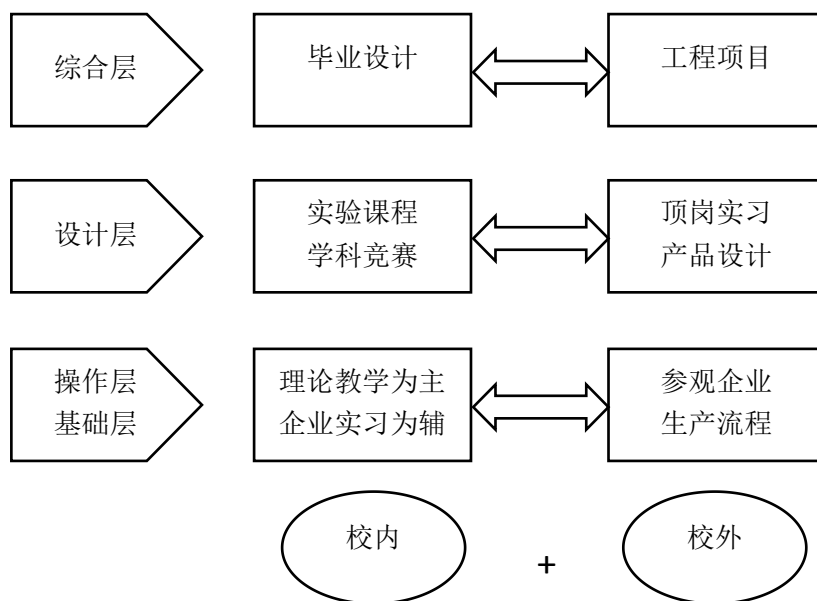 综合层
毕业设计
工程项目
设计层
实验课程
学科竞赛
顶岗实习
产品设计
操作层
基础层
理论教学为主
企业实习为辅
参观企业
生产流程
校内
+
校外